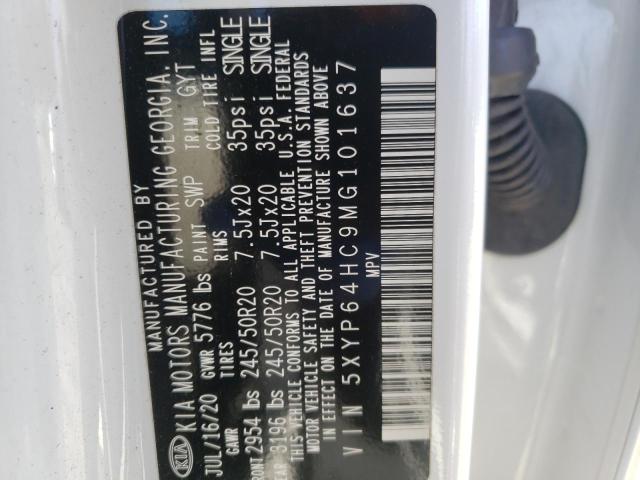 MANUFACTURED BY
KIA KIA MOTORS MANUFACTURING GEORGIA, INC.
JUL/16/20 GVWR 5776 lbs PAINT SWP TRIM GYT
GAWR TIRES RIMS COLD TIRE INFL
FRONT 2954 lbs 245/50R20 7.5Jx20 35psi SINGLE
3196 lbs 245/50R20 7.5Jx20 35psi SINGLE
THIS VEHICLE CONFORMS TO ALL APPLICABLE U.S.A. FEDERAL
MOTOR VEHICLE SAFETY AND THEFT PREVENTION STANDARDS
IN EFFECT ON THE DATE OF MANUFACTURE SHOWN ABOVE
VIN 5XYP64HC9MG101637
MPV